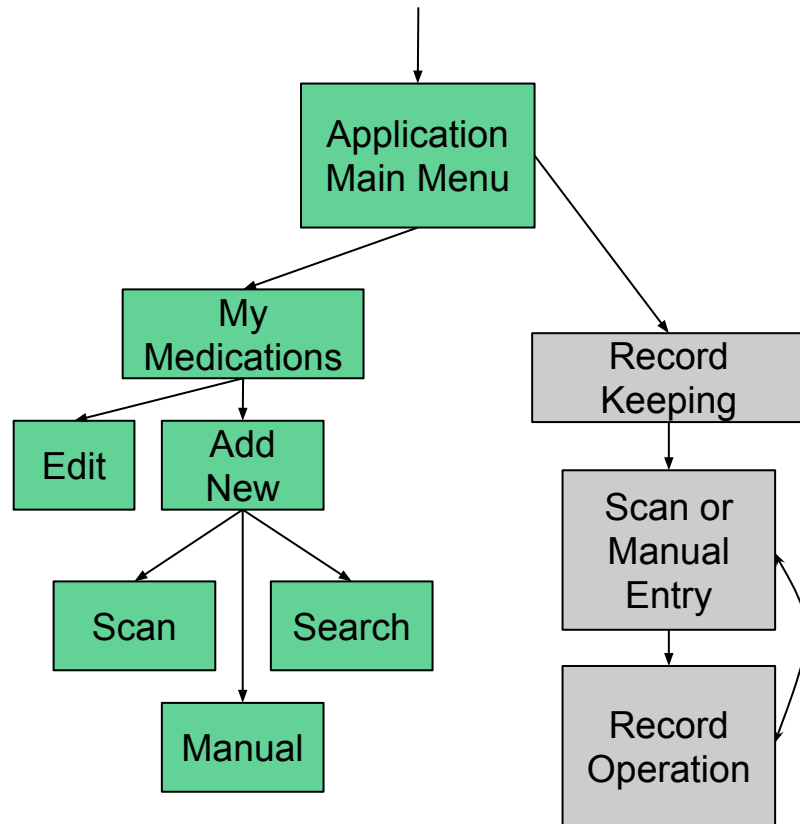 Application
Main Menu
My
Medications
Record
Keeping
Edit
Add
New
Scan or
Manual
Entry
Scan
Search
Record
Operation
Manual